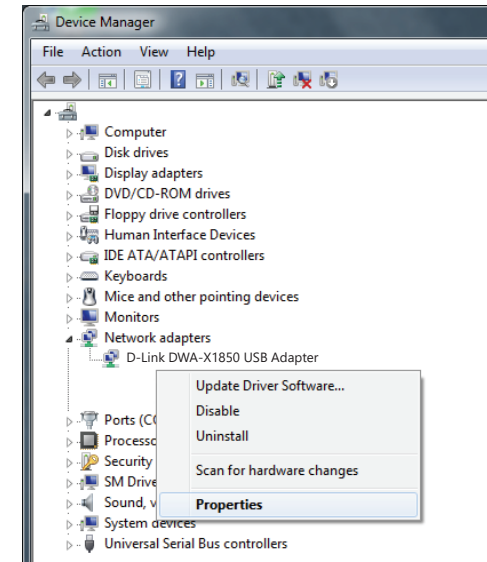 Device Manager
File Action View Help
Computer
Disk drives
Display adapters
DVD/CD-ROM drives
Floppy drive controllers
Human Interface Devices
IDE ATA/ATAPI controllers
Keyboards
Mice and other pointing devices
Monitors
Network adapters
D-Link DWA-X1850 USB Adapter
Update Driver Software...
Disable
Uninstall
Scan for hardware changes
Properties
Ports (CO
Processo
Security
SM Drive
Sound, v
System devices
Universal Serial Bus controllers